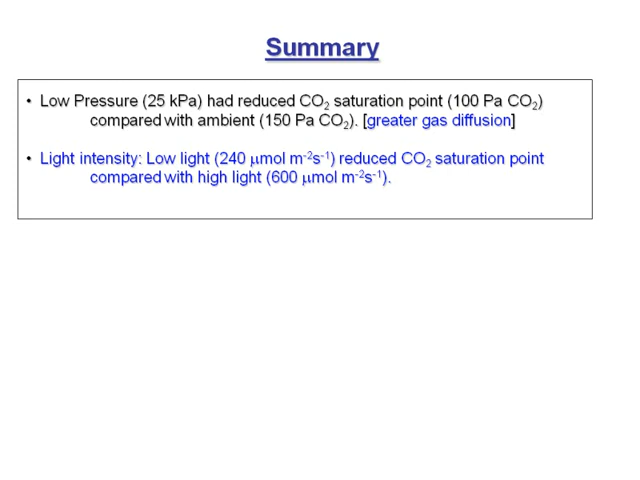 Summary
• Low Pressure (25 kPa) had reduced CO₂ saturation point (100 Pa CO₂)
compared with ambient (150 Pa CO₂). [greater gas diffusion]
• Light intensity: Low light (240 μmol m⁻²s⁻¹) reduced CO₂ saturation point
compared with high light (600 μmol m⁻²s⁻¹).